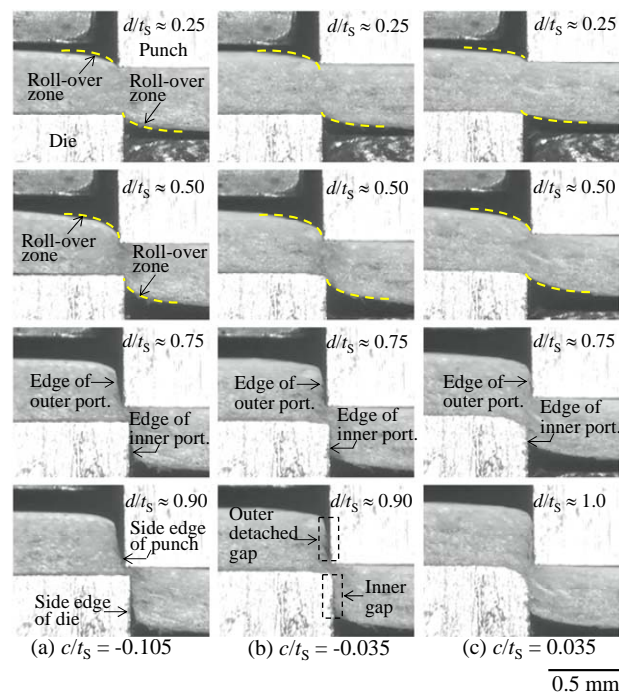 d/tS ≈ 0.25
Punch
Roll-over
zone
Roll-over
zone
Die
d/tS ≈ 0.25
d/tS ≈ 0.25
d/tS ≈ 0.50
Roll-over
zone
Roll-over
zone
d/tS ≈ 0.50
d/tS ≈ 0.50
d/tS ≈ 0.75
Edge of
outer port.
Edge of
inner port.
d/tS ≈ 0.75
Edge of
outer port.
Edge of
inner port.
d/tS ≈ 0.75
Edge of
outer port.
Edge of
inner port.
d/tS ≈ 0.90
Side edge
of punch
Side edge
of die
d/tS ≈ 0.90
Outer
detached
gap
Inner
gap
d/tS ≈ 1.0
(a) c/tS = -0.105
(b) c/tS = -0.035
(c) c/tS = 0.035
0.5 mm